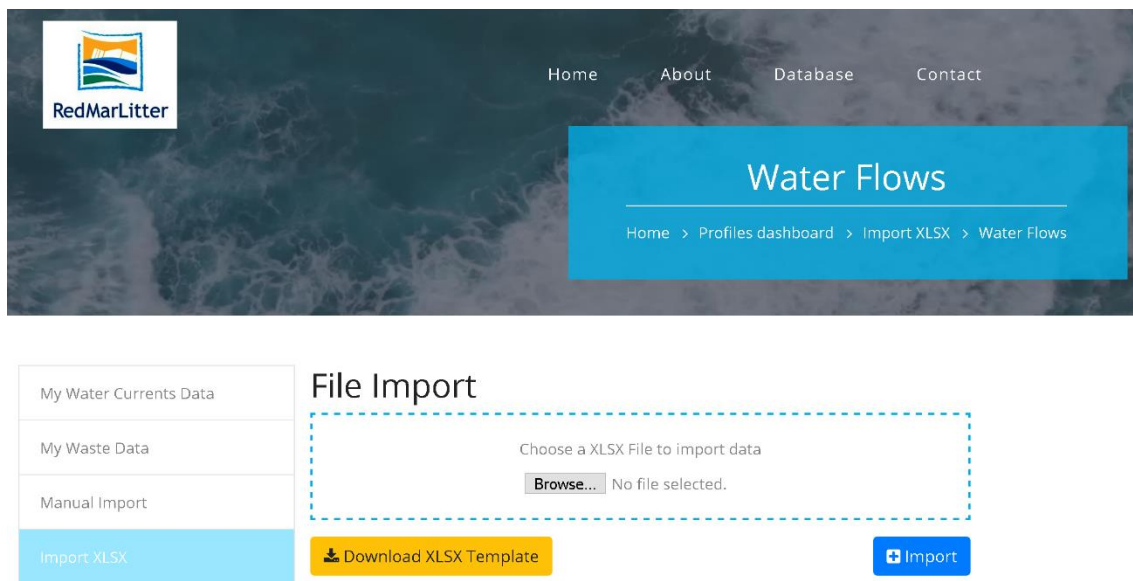 RedMarLitter
Home About Database Contact
Water Flows
Home > Profiles dashboard > Import XLSX > Water Flows
My Water Currents Data
My Waste Data
Manual Import
Import XLSX
File Import
Choose a XLSX File to import data
Browse... No file selected.
Download XLSX Template
Import